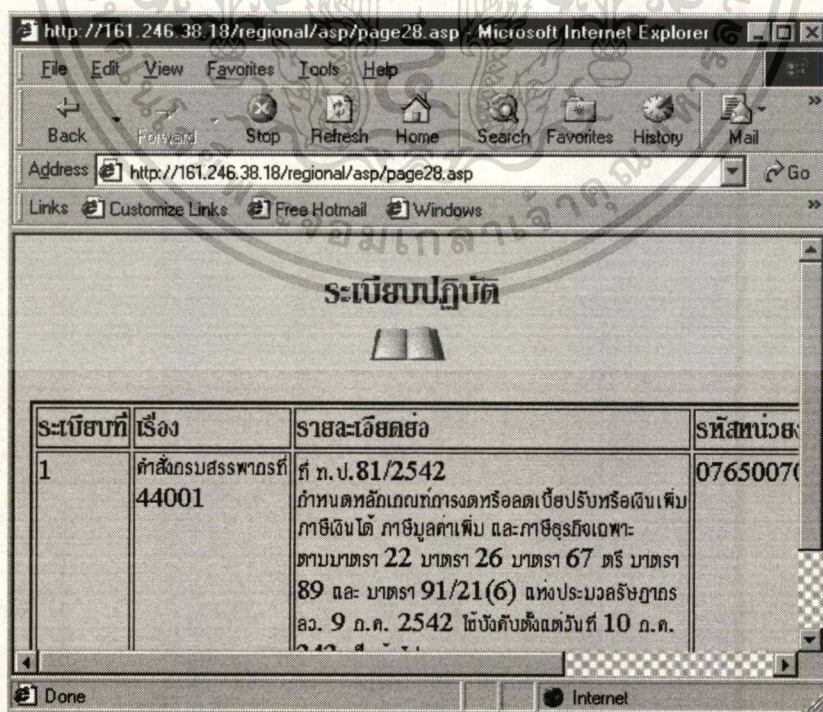 http://161.246.38.18/regional/asp/page28.asp - Microsoft Internet Explorer
File Edit View Favorites Tools Help
Back Forward Stop Refresh Home Search Favorites History Mail
Address http://161.246.38.18/regional/asp/page28.asp Go
Links Customize Links Free Hotmail Windows
ระเบียบปฏิบัติ
ระเบียบที่ เรื่อง รายละเอียดย่อ รหัสหน่วยง
1 คำสั่งกรมสรรพากรที่ ที่ ท.ป.81/2542 07650070
44001 กำหนดหลักเกณฑ์การงดหรือลดเบี้ยปรับหรือเงินเพิ่ม
ภาษีเงินได้ ภาษีมูลค่าเพิ่ม และภาษีธุรกิจเฉพาะ
ตามมาตรา 22 มาตรา 26 มาตรา 67 ตรี มาตรา
89 และ มาตรา 91/21(6) แห่งประมวลรัษฎากร
ลว. 9 ก.ค. 2542 ใช้บังคับตั้งแต่วันที่ 10 ก.ค.
Done Internet